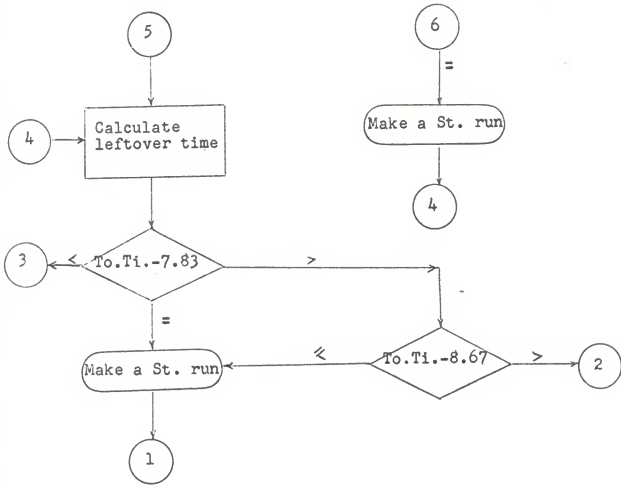 5
6
=
4
Calculate
leftover time
Make a St. run
4
3
<
To.Ti.-7.83
>
=
Make a St. run
≤
To.Ti.-8.67
>
2
1